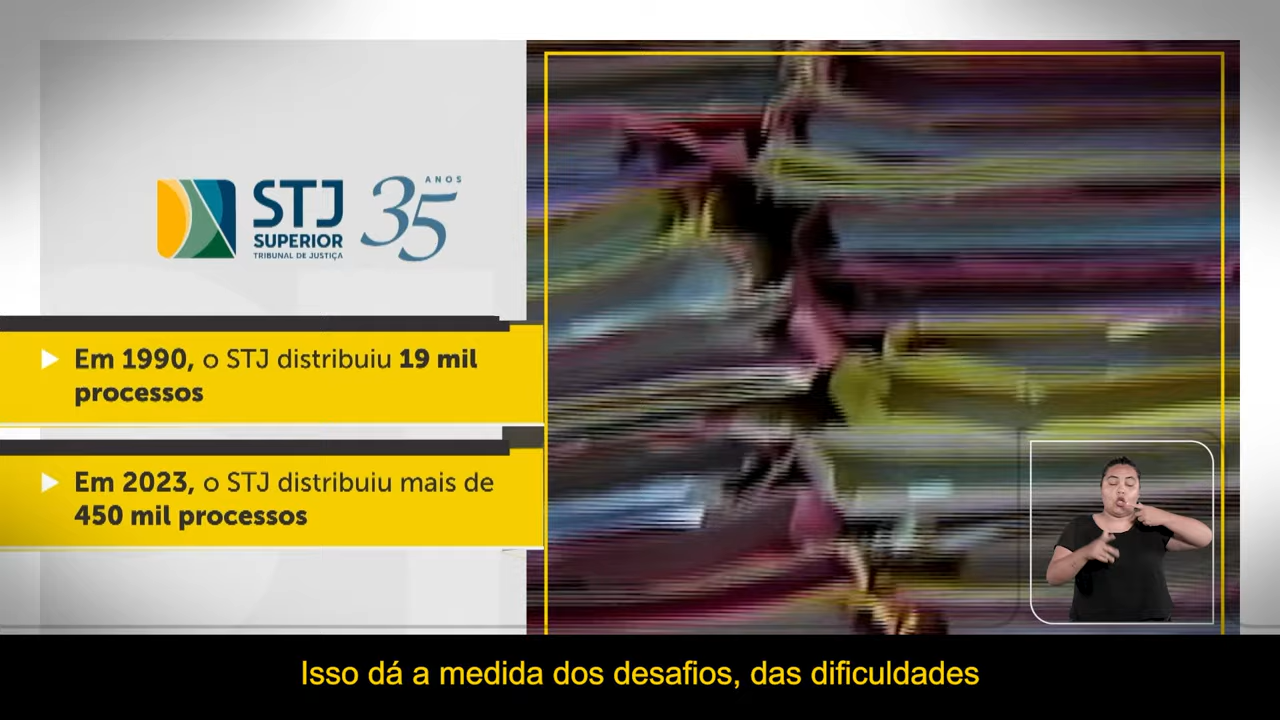 STJ
SUPERIOR
TRIBUNAL DE JUSTIÇA
35 ANOS
Em 1990, o STJ distribuiu 19 mil
processos
Em 2023, o STJ distribuiu mais de
450 mil processos
Isso dá a medida dos desafios, das dificuldades